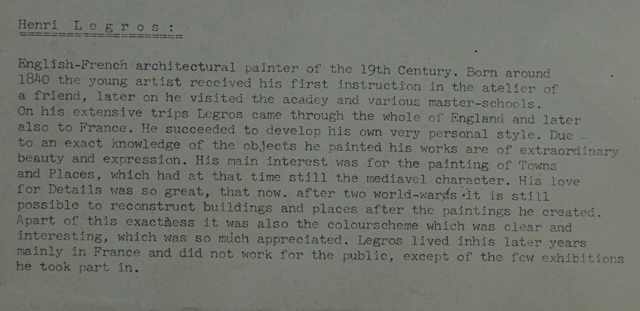 Henri L e g r o s :
English-French architectural painter of the 19th Century. Born around
1840 the young artist received his first instruction in the atelier of
a friend, later on he visited the acadey and various master-schools.
On his extensive trips Legros came through the whole of England and later
also to France. He succeeded to develop his own very personal style. Due
to an exact knowledge of the objects he painted his works are of extraordinary
beauty and expression. His main interest was for the painting of Towns
and Places, which had at that time still the mediavel character. His love
for Details was so great, that now. after two world-wards it is still
possible to reconstruct buildings and places after the paintings he created.
Apart of this exactness it was also the colourscheme which was clear and
interesting, which was so much appreciated. Legros lived inhis later years
mainly in France and did not work for the public, except of the few exhibitions
he took part in.